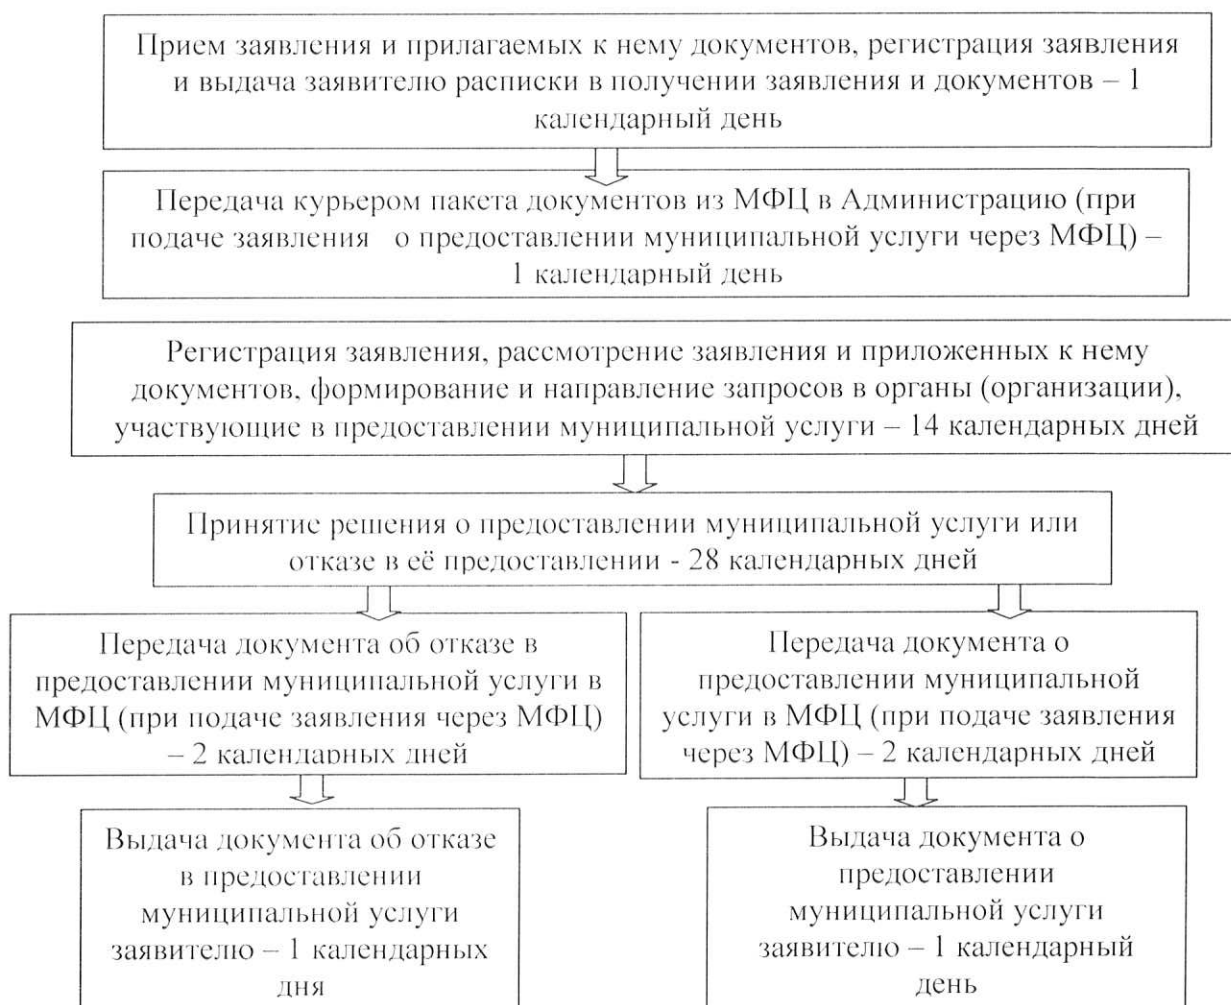 Прием заявления и прилагаемых к нему документов, регистрация заявления
и выдача заявителю расписки в получении заявления и документов – 1
календарный день
Передача курьером пакета документов из МФЦ в Администрацию (при
подаче заявления о предоставлении муниципальной услуги через МФЦ) –
1 календарный день
Регистрация заявления, рассмотрение заявления и приложенных к нему
документов, формирование и направление запросов в органы (организации),
участвующие в предоставлении муниципальной услуги – 14 календарных дней
Принятие решения о предоставлении муниципальной услуги или
отказе в её предоставлении - 28 календарных дней
Передача документа об отказе в
предоставлении муниципальной услуги в
МФЦ (при подаче заявления через МФЦ)
– 2 календарных дней
Передача документа о
предоставлении муниципальной
услуги в МФЦ (при подаче заявления
через МФЦ) – 2 календарных дней
Выдача документа об отказе
в предоставлении
муниципальной услуги
заявителю – 1 календарных
дня
Выдача документа о
предоставлении
муниципальной услуги
заявителю – 1 календарный
день